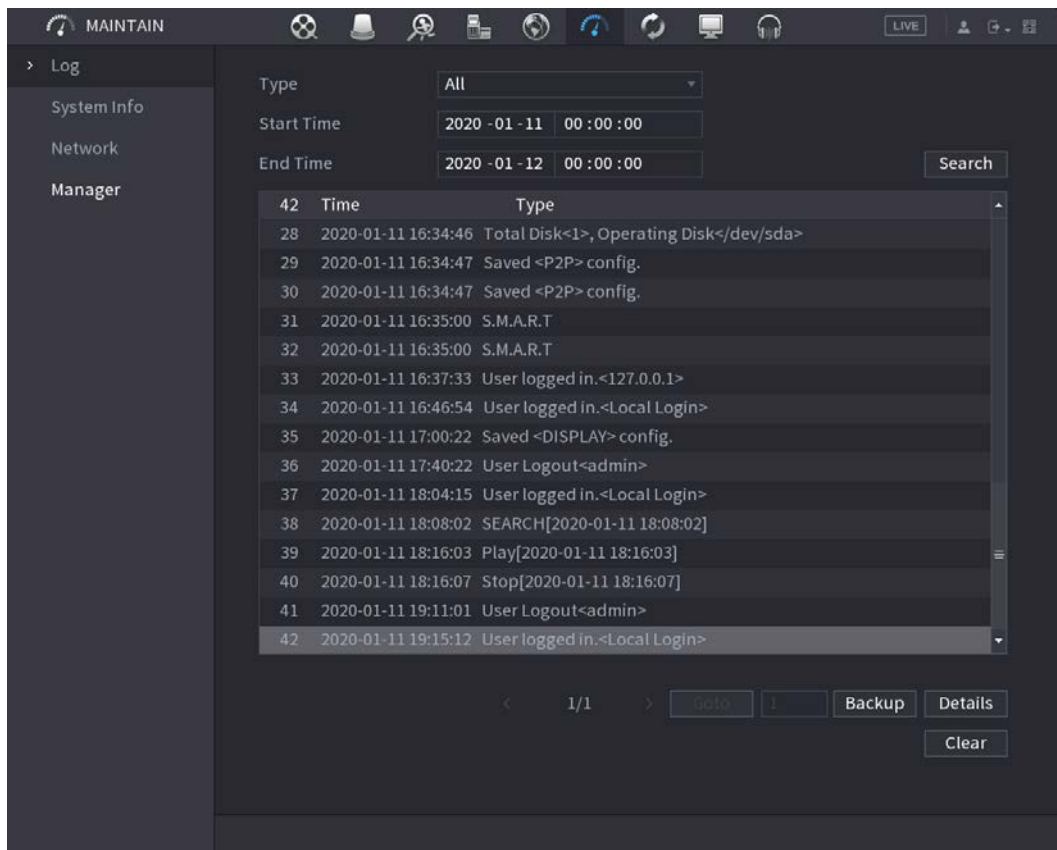 MAINTAIN
LIVE
Log
System Info
Network
Manager
Type All
Start Time 2020 -01 -11 00 : 00 : 00
End Time 2020 -01 -12 00 : 00 : 00
Search
42 Time Type
28 2020-01-11 16:34:46 Total Disk<1>, Operating Disk</dev/sda>
29 2020-01-11 16:34:47 Saved <P2P> config.
30 2020-01-11 16:34:47 Saved <P2P> config.
31 2020-01-11 16:35:00 S.M.A.R.T
32 2020-01-11 16:35:00 S.M.A.R.T
33 2020-01-11 16:37:33 User logged in.<127.0.0.1>
34 2020-01-11 16:46:54 User logged in.<Local Login>
35 2020-01-11 17:00:22 Saved <DISPLAY> config.
36 2020-01-11 17:40:22 User Logout<admin>
37 2020-01-11 18:04:15 User logged in.<Local Login>
38 2020-01-11 18:08:02 SEARCH[2020-01-11 18:08:02]
39 2020-01-11 18:16:03 Play[2020-01-11 18:16:03]
40 2020-01-11 18:16:07 Stop[2020-01-11 18:16:07]
41 2020-01-11 19:11:01 User Logout<admin>
42 2020-01-11 19:15:12 User logged in.<Local Login>
1/1 Goto 1 Backup Details
Clear